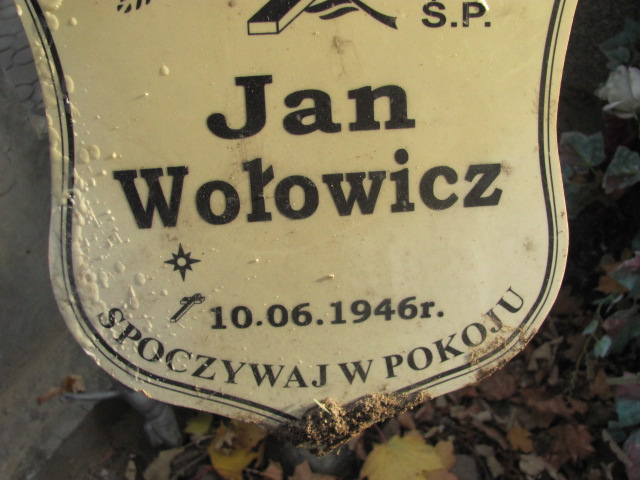 Ś.P.
Jan
Wołowicz
10.06.1946r.
SPOCZYWAJ W POKOJU